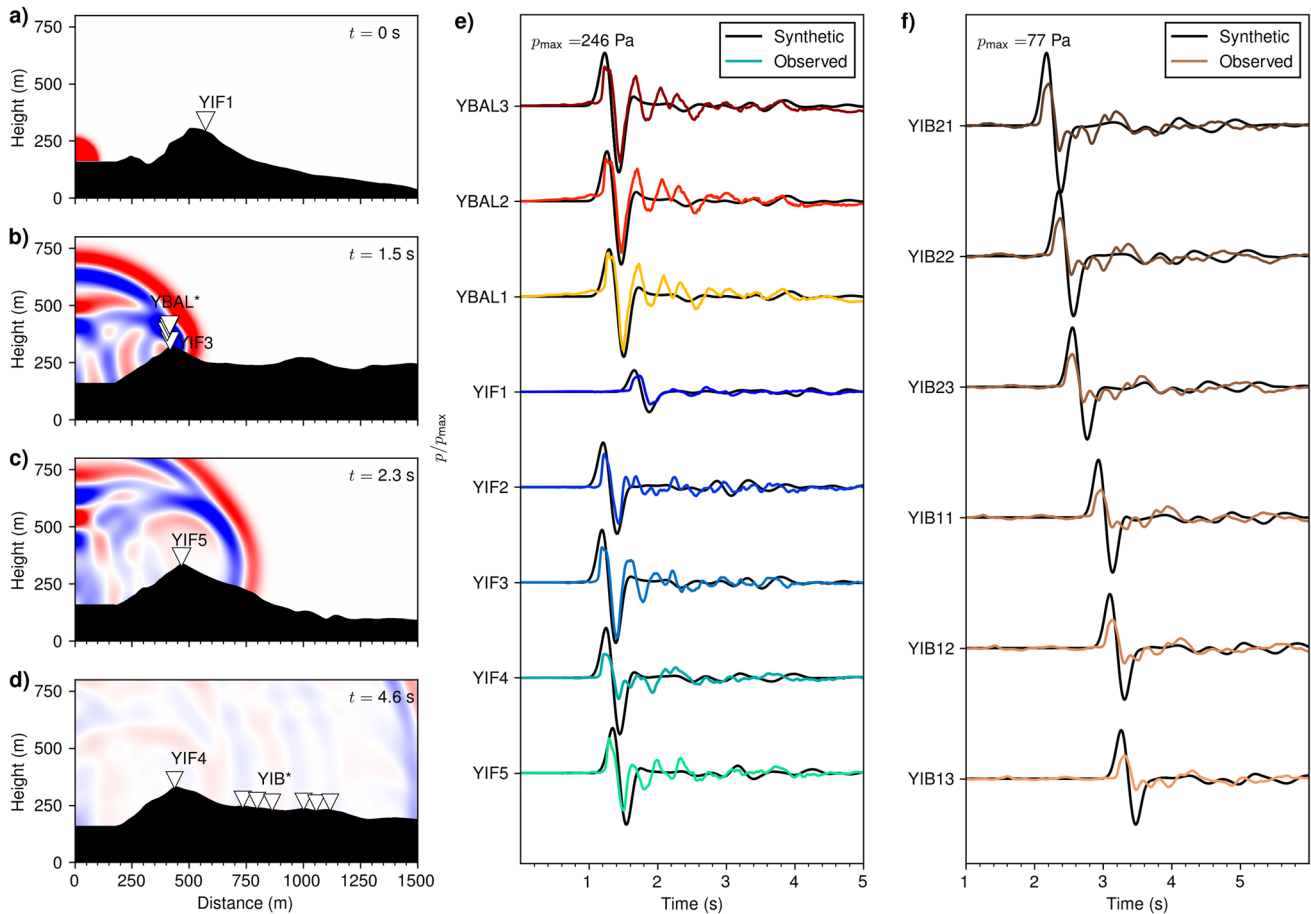 a)
750
500
250
0
Height (m)
t = 0 s
YIF1
b)
750
500
250
0
Height (m)
t = 1.5 s
YBAL*
YIF3
c)
750
500
250
0
Height (m)
t = 2.3 s
YIF5
d)
750
500
250
0
Height (m)
t = 4.6 s
YIF4
YIB*
0 250 500 750 1000 1250 1500
Distance (m)
e)
p_max =246 Pa
Synthetic
Observed
YBAL3
YBAL2
YBAL1
YIF1
YIF2
YIF3
YIF4
YIF5
p/p_max
1 2 3 4 5
Time (s)
f)
p_max =77 Pa
Synthetic
Observed
YIB21
YIB22
YIB23
YIB11
YIB12
YIB13
1 2 3 4 5
Time (s)